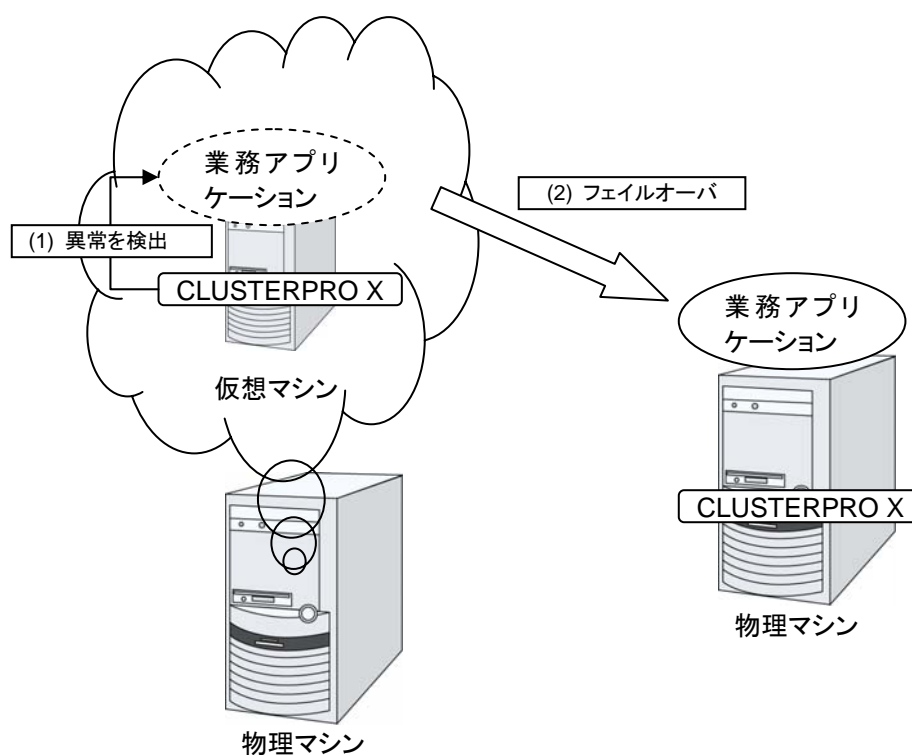 業務アプリ
ケーション
(1) 異常を検出
CLUSTERPRO X
仮想マシン
物理マシン
(2) フェイルオーバ
業務アプリ
ケーション
CLUSTERPRO X
物理マシン